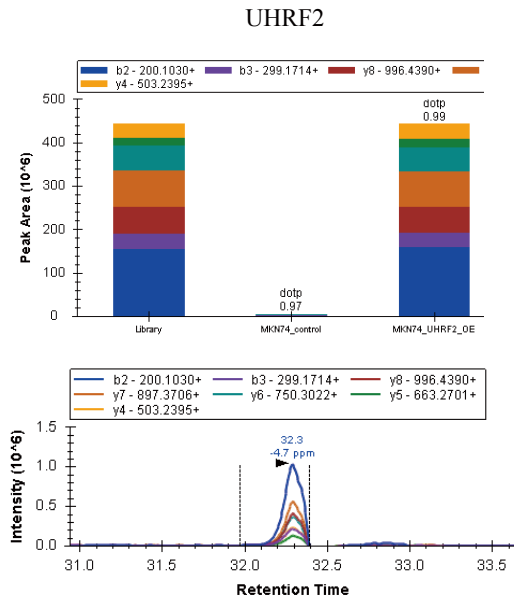 UHRF2
b2 - 200.1030+ b3 - 299.1714+ y8 - 996.4390+
y4 - 503.2395+
500
400
300
200
100
0
Peak Area (10^6)
dotp
0.99
dotp
0.97
Library MKN74_control MKN74_UHRF2_OE
b2 - 200.1030+ b3 - 299.1714+ y8 - 996.4390+
y7 - 897.3706+ y6 - 750.3022+ y5 - 663.2701+
y4 - 503.2395+
1.5
1.0
0.5
0.0
Intensity (10^6)
32.3
-4.7 ppm
31.0 31.5 32.0 32.5 33.0 33.5
Retention Time